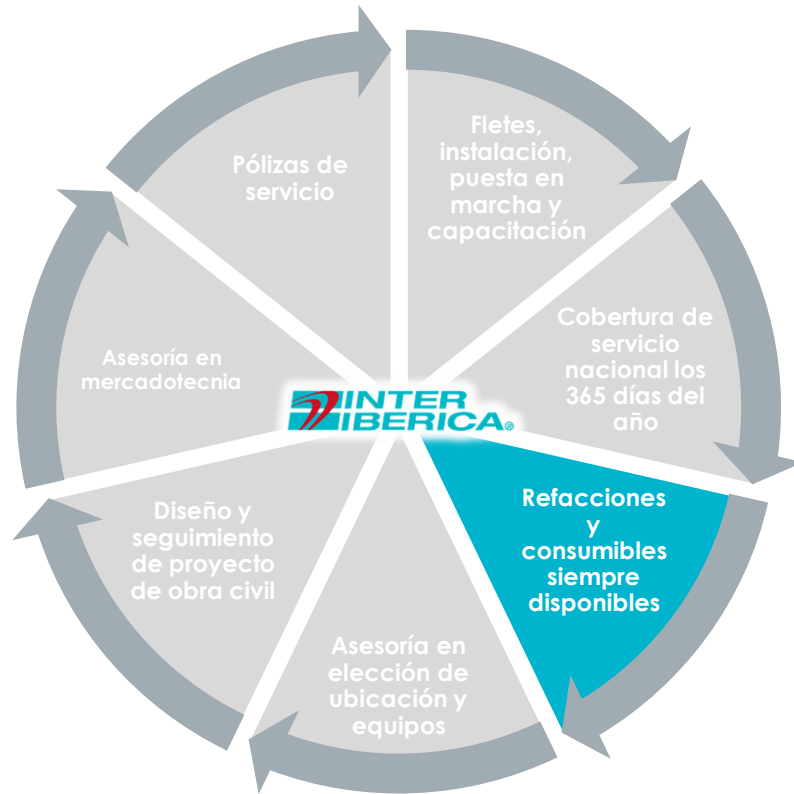 Fletes,
instalación,
puesta en
marcha y
capacitación
Cobertura de
servicio
nacional los
365 días del
año
Refacciones
y
consumibles
siempre
disponibles
Asesoría en
elección de
ubicación y
equipos
Diseño y
seguimiento
de proyecto
de obra civil
Asesoría en
mercadotecnia
Pólizas de
servicio
INTER
IBERICA®